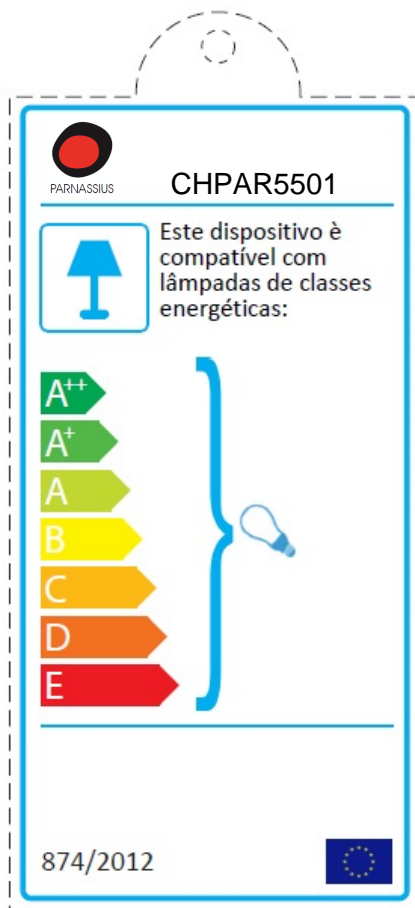 PARNASSIUS
CHPAR5501
Este dispositivo è
compatível com
lâmpadas de classes
energéticas:
A++
A+
A
B
C
D
E
874/2012